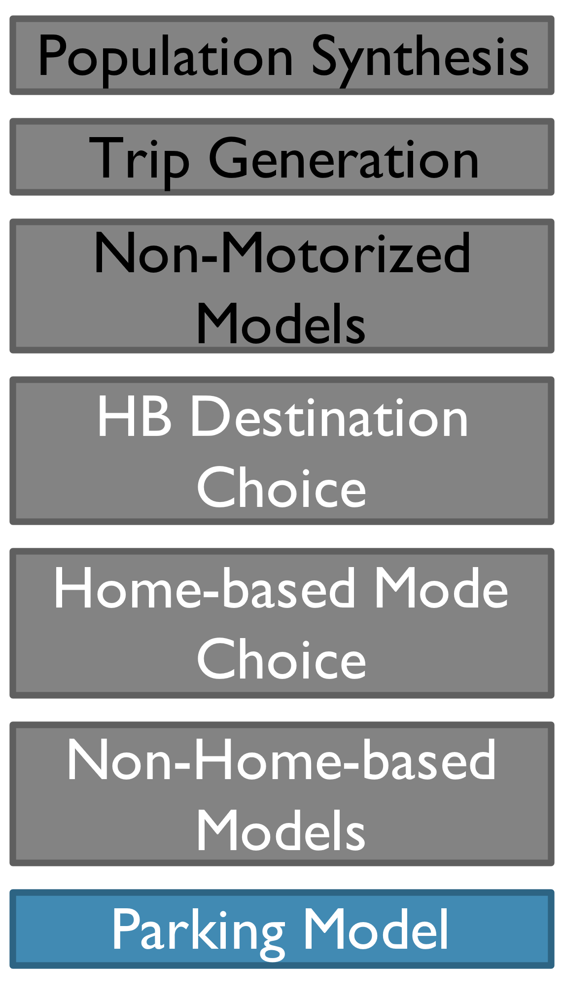 Population Synthesis
Trip Generation
Non-Motorized
Models
HB Destination
Choice
Home-based Mode
Choice
Non-Home-based
Models
Parking Model